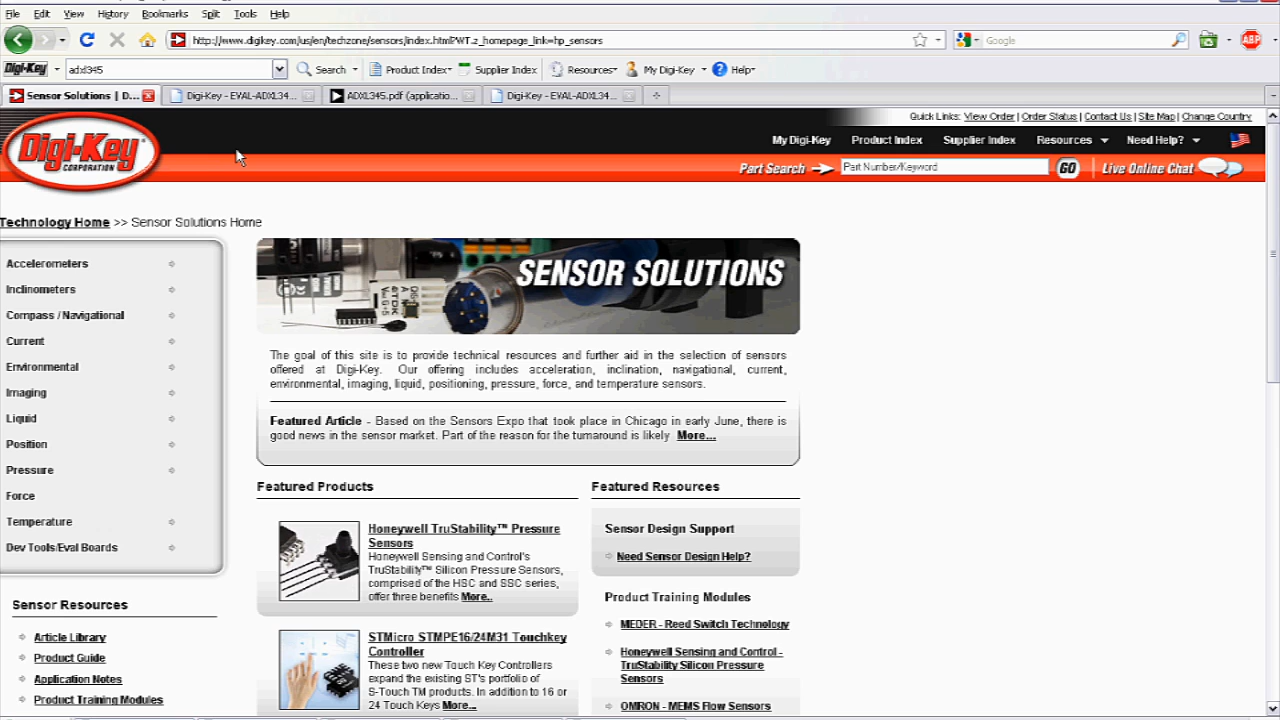 File Edit View History Bookmarks Split Tools Help
http://www.digikey.com/us/en/techzone/sensors/index.html?WT.z_homepage_link=hp_sensors
Google
ABP
Digi-Key adxl345 Search Product Index Supplier Index Resources My Digi-Key Help
Sensor Solutions | D... Digi-Key - EVAL-ADXL34... ADXL345.pdf (applicatio... Digi-Key - EVAL-ADXL34...
Quick Links: View Order | Order Status | Contact Us | Site Map | Change Country
Digi-Key
CORPORATION
My Digi-Key Product Index Supplier Index Resources Need Help?
Part Search Part Number/Keyword GO Live Online Chat
Technology Home >> Sensor Solutions Home
Accelerometers
Inclinometers
Compass / Navigational
Current
Environmental
Imaging
Liquid
Position
Pressure
Force
Temperature
Dev Tools/Eval Boards
Sensor Resources
Article Library
Product Guide
Application Notes
Product Training Modules
SENSOR SOLUTIONS
The goal of this site is to provide technical resources and further aid in the selection of sensors
offered at Digi-Key. Our offering includes acceleration, inclination, navigational, current,
environmental, imaging, liquid, positioning, pressure, force, and temperature sensors.
Featured Article - Based on the Sensors Expo that took place in Chicago in early June, there is
good news in the sensor market. Part of the reason for the turnaround is likely More...
Featured Products
Honeywell TruStability™ Pressure
Sensors
Honeywell Sensing and Control's
TruStability™ Silicon Pressure Sensors,
comprised of the HSC and SSC series,
offer three benefits More..
STMicro STMPE16/24M31 Touchkey
Controller
These two new Touch Key Controllers
expand the existing ST's portfolio of
S-Touch TM products. In addition to 16 or
24 Touch Keys More...
Featured Resources
Sensor Design Support
Need Sensor Design Help?
Product Training Modules
MEDER - Reed Switch Technology
Honeywell Sensing and Control -
TruStability Silicon Pressure
Sensors
OMRON - MEMS Flow Sensors